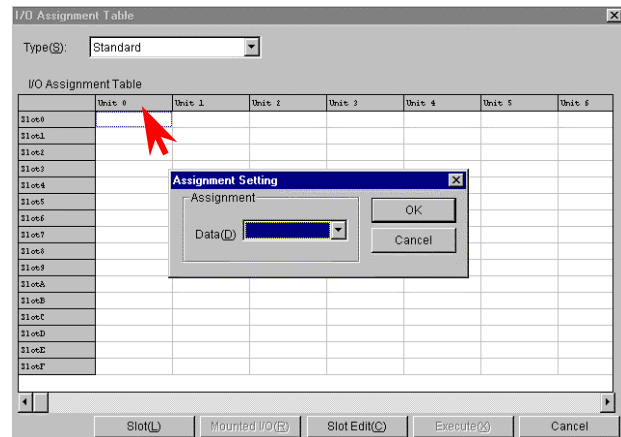 I/O Assignment Table
Type(S): Standard
I/O Assignment Table
Unit 0 Unit 1 Unit 2 Unit 3 Unit 4 Unit 5 Unit 6
Slot0
Slot1
Slot2
Slot3
Slot4
Slot5
Slot6
Slot7
Slot8
Slot9
SlotA
SlotB
SlotC
SlotD
SlotE
SlotF
Assignment Setting
Assignment
Data(D)
OK
Cancel
Slot(L) Mounted I/O(R) Slot Edit(C) Execute(X) Cancel